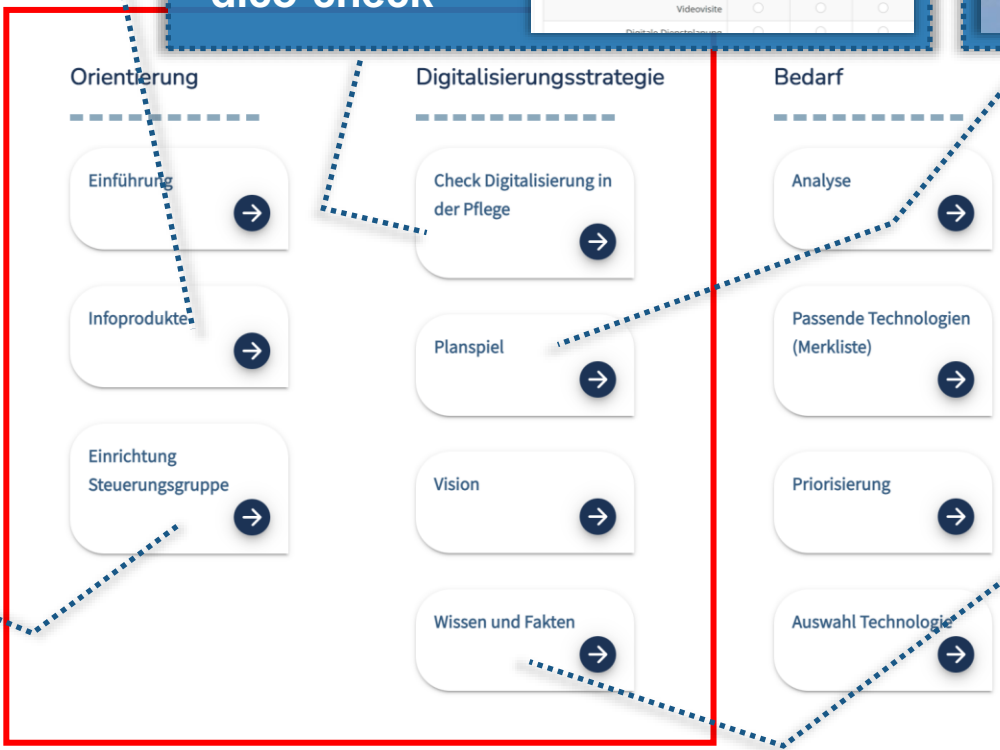 Videovisite
Orientierung
Einführung
Infoprodukte
Einrichtung
Steuerungsgruppe
Digitalisierungsstrategie
Check Digitalisierung in
der Pflege
Planspiel
Vision
Wissen und Fakten
Bedarf
Analyse
Passende Technologien
(Merkliste)
Priorisierung
Auswahl Technologie